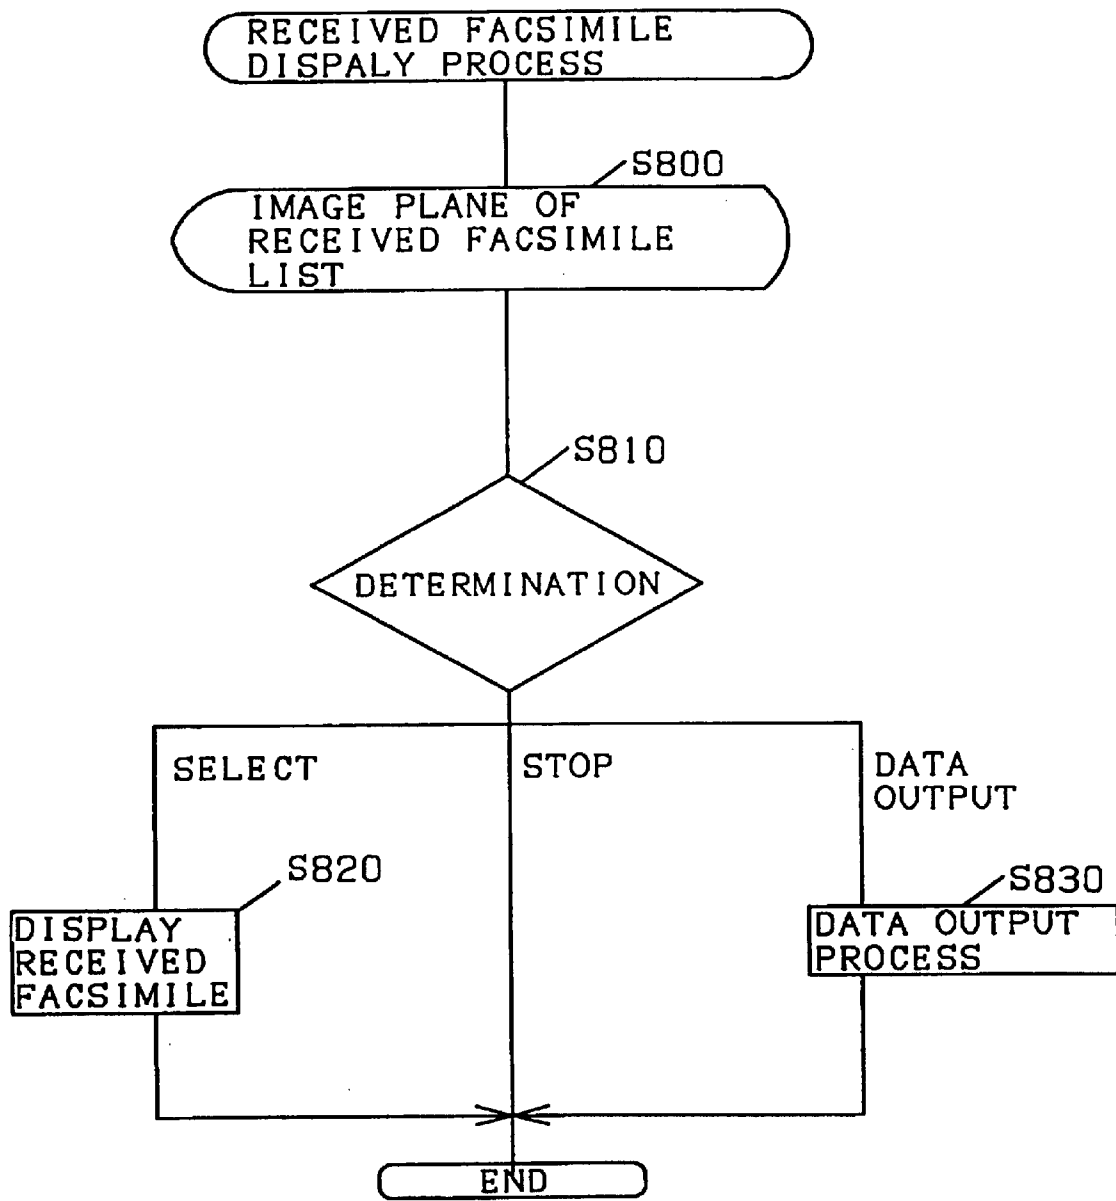 RECEIVED FACSIMILE
DISPALY PROCESS
S800
IMAGE PLANE OF
RECEIVED FACSIMILE
LIST
S810
DETERMINATION
SELECT
STOP
DATA
OUTPUT
S820
S830
DISPLAY
RECEIVED
FACSIMILE
DATA OUTPUT
PROCESS
END